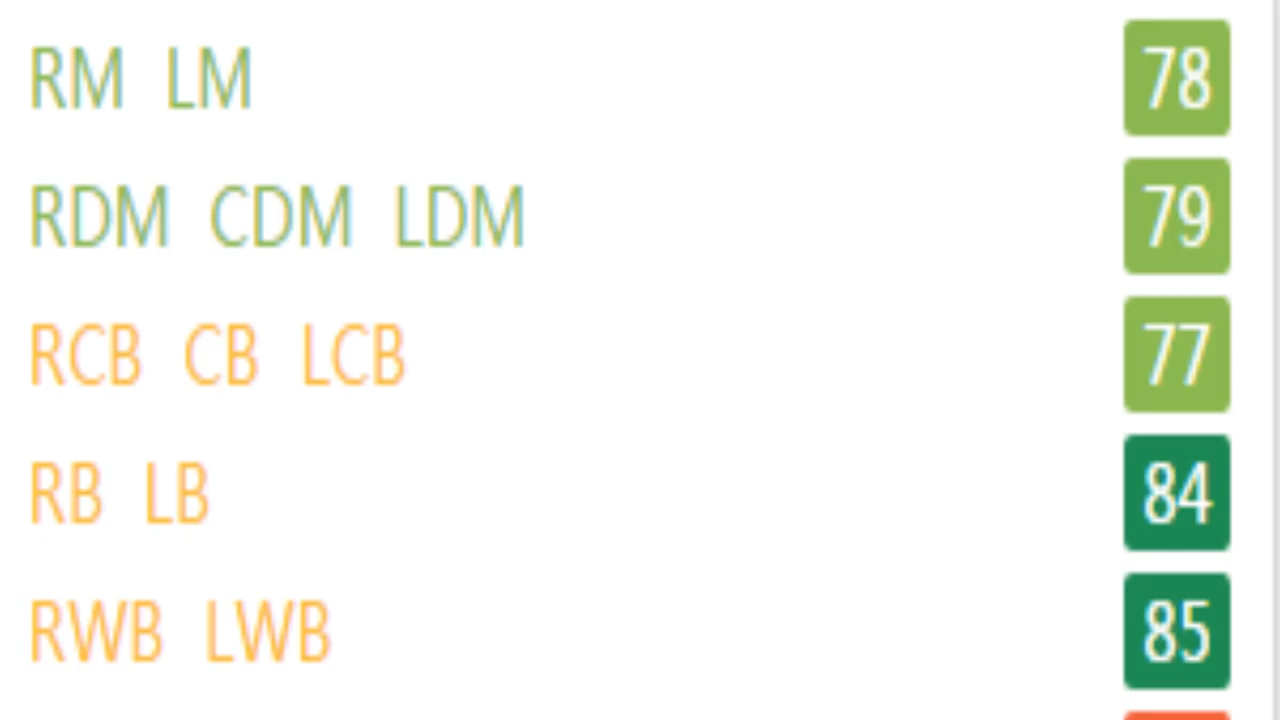 RM LM 78
RDM CDM LDM 79
RCB CB LCB 77
RB LB 84
RWB LWB 85